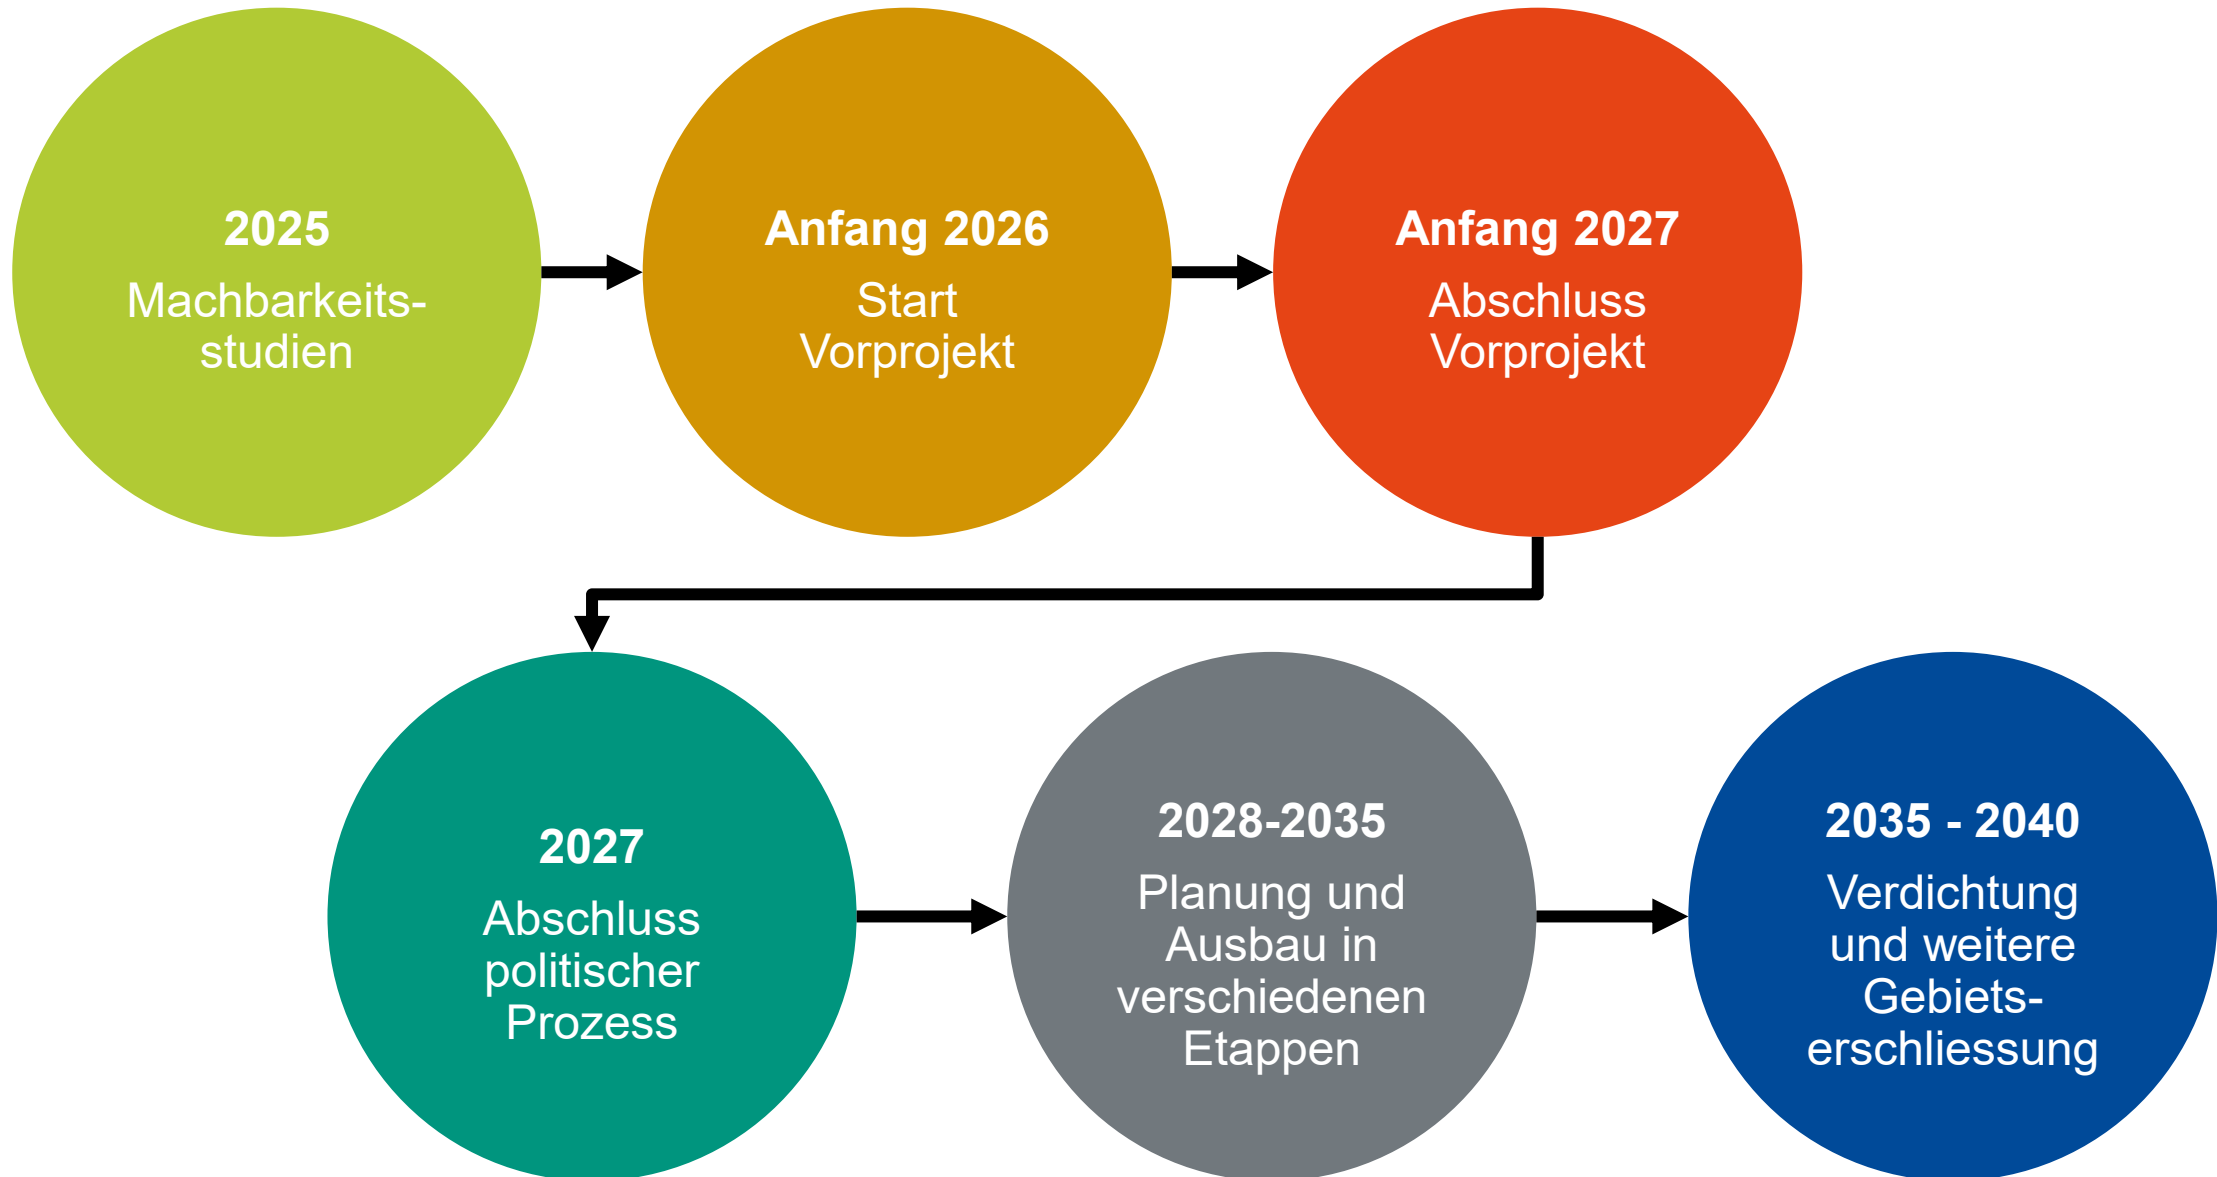 2025
Machbarkeits-
studien
Anfang 2026
Start
Vorprojekt
Anfang 2027
Abschluss
Vorprojekt
2027
Abschluss
politischer
Prozess
2028-2035
Planung und
Ausbau in
verschiedenen
Etappen
2035 - 2040
Verdichtung
und weitere
Gebiets-
erschliessung